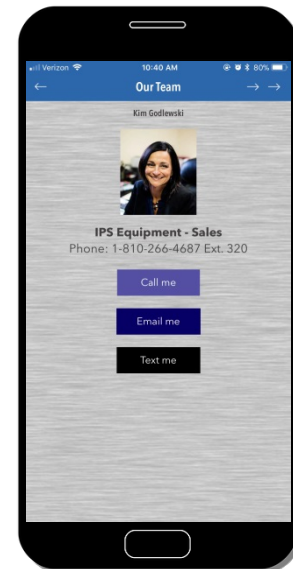 Verizon 10:40 AM 80%
Our Team
Kim Godlewski
IPS Equipment - Sales
Phone: 1-810-266-4687 Ext. 320
Call me
Email me
Text me